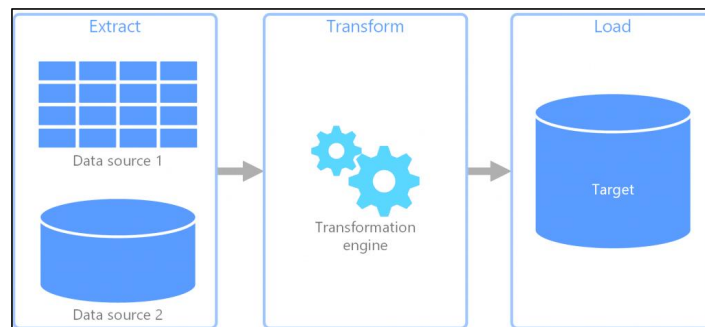 Extract
Data source 1
Data source 2
Transform
Transformation
engine
Load
Target